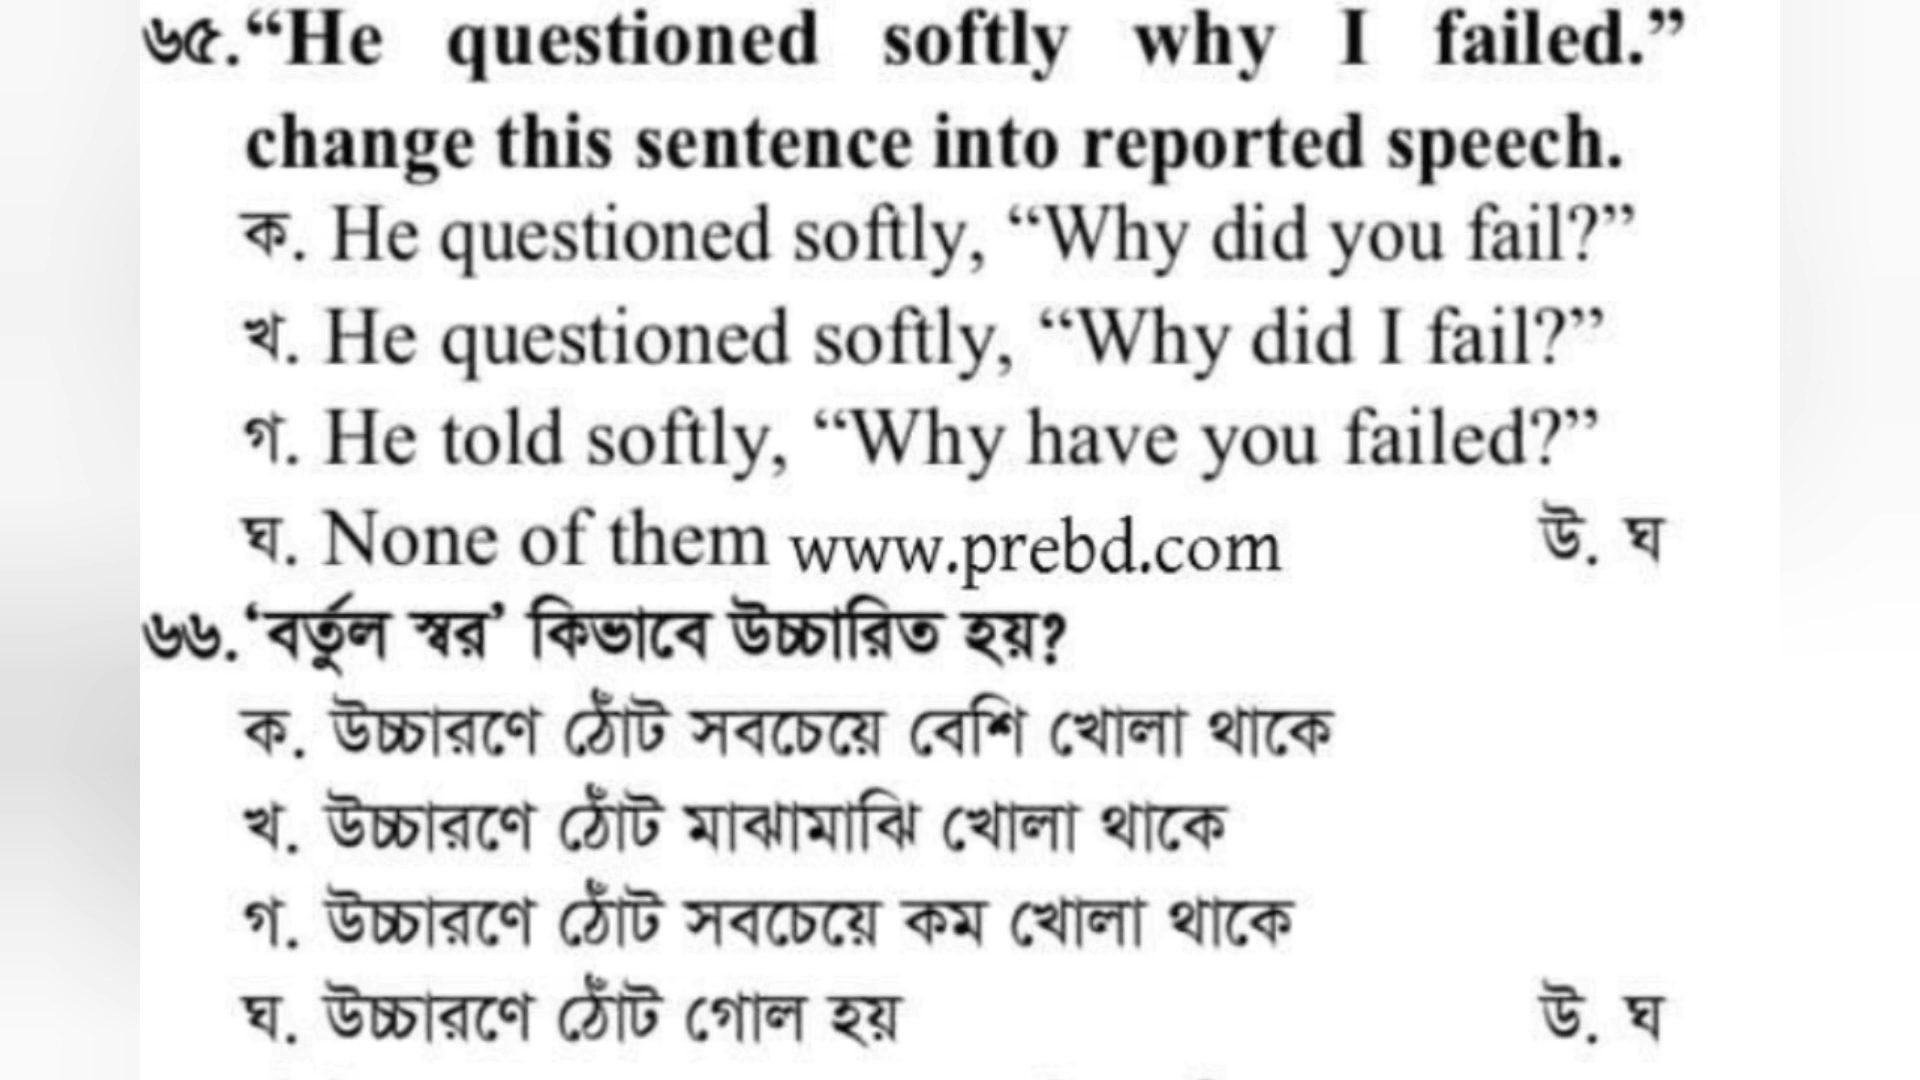 ৬৫. “He questioned softly why I failed.”
change this sentence into reported speech.
ক. He questioned softly, “Why did you fail?”
খ. He questioned softly, “Why did I fail?”
গ. He told softly, “Why have you failed?”
ঘ. None of them www.prebd.com উ. ঘ
৬৬. ‘বর্তুল স্বর’ কিভাবে উচ্চারিত হয়?
ক. উচ্চারণে ঠোঁট সবচেয়ে বেশি খোলা থাকে
খ. উচ্চারণে ঠোঁট মাঝামাঝি খোলা থাকে
গ. উচ্চারণে ঠোঁট সবচেয়ে কম খোলা থাকে
ঘ. উচ্চারণে ঠোঁট গোল হয় উ. ঘ